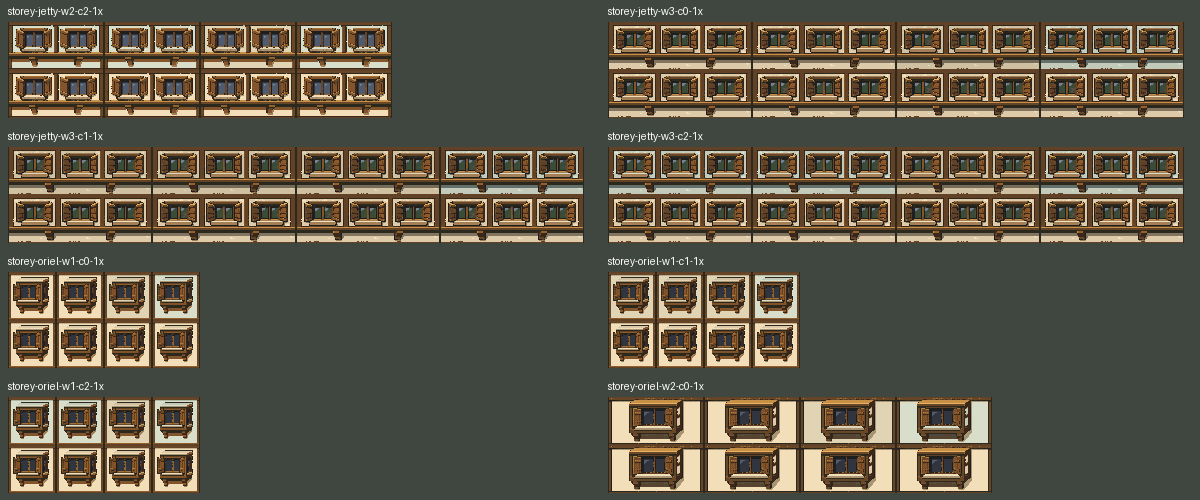 storey-jetty-w2-c2-1x
storey-jetty-w3-c0-1x
storey-jetty-w3-c1-1x
storey-jetty-w3-c2-1x
storey-oriel-w1-c0-1x
storey-oriel-w1-c1-1x
storey-oriel-w1-c2-1x
storey-oriel-w2-c0-1x